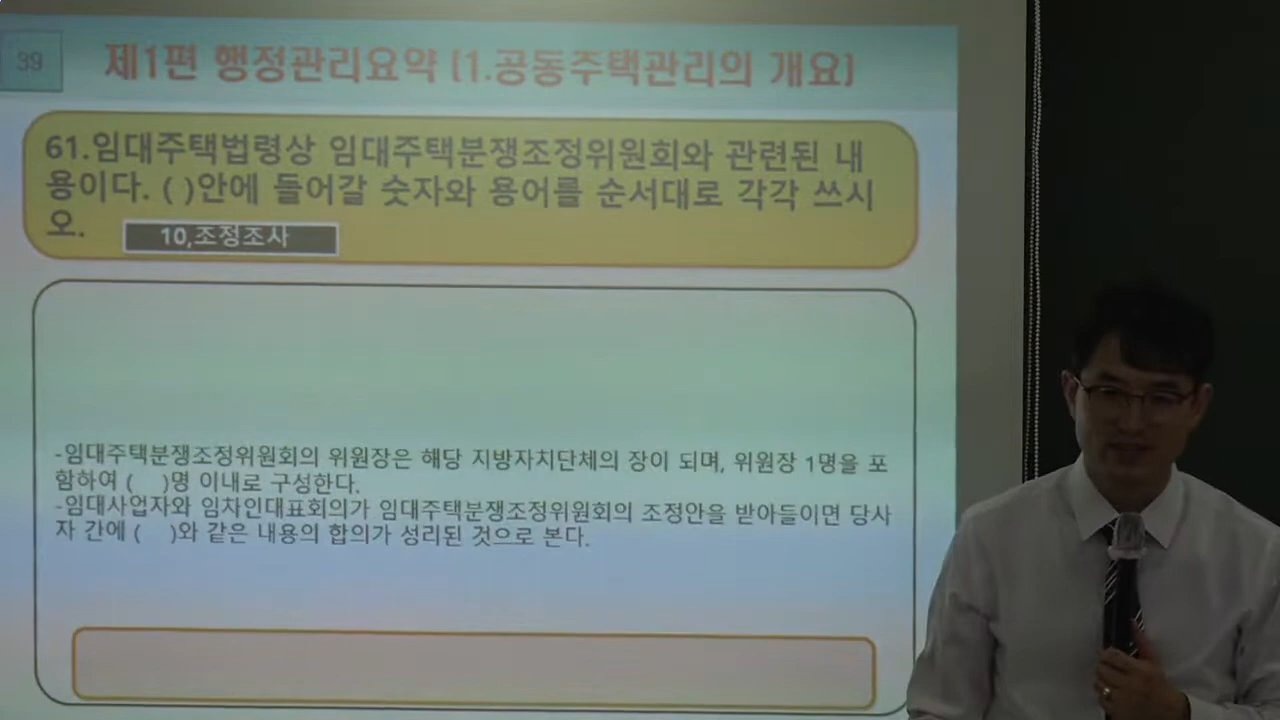 39
제1편 행정관리요약 [1.공동주택관리의 개요]
61.임대주택법령상 임대주택분쟁조정위원회와 관련된 내
용이다. ( )안에 들어갈 숫자와 용어를 순서대로 각각 쓰시
오.
10,조정조사
-임대주택분쟁조정위원회의 위원장은 해당 지방자치단체의 장이 되며, 위원장 1명을 포
함하여 ( )명 이내로 구성한다.
-임대사업자와 임차인대표회의가 임대주택분쟁조정위원회의 조정안을 받아들이면 당사
자 간에 ( )와 같은 내용의 합의가 성리된 것으로 본다.